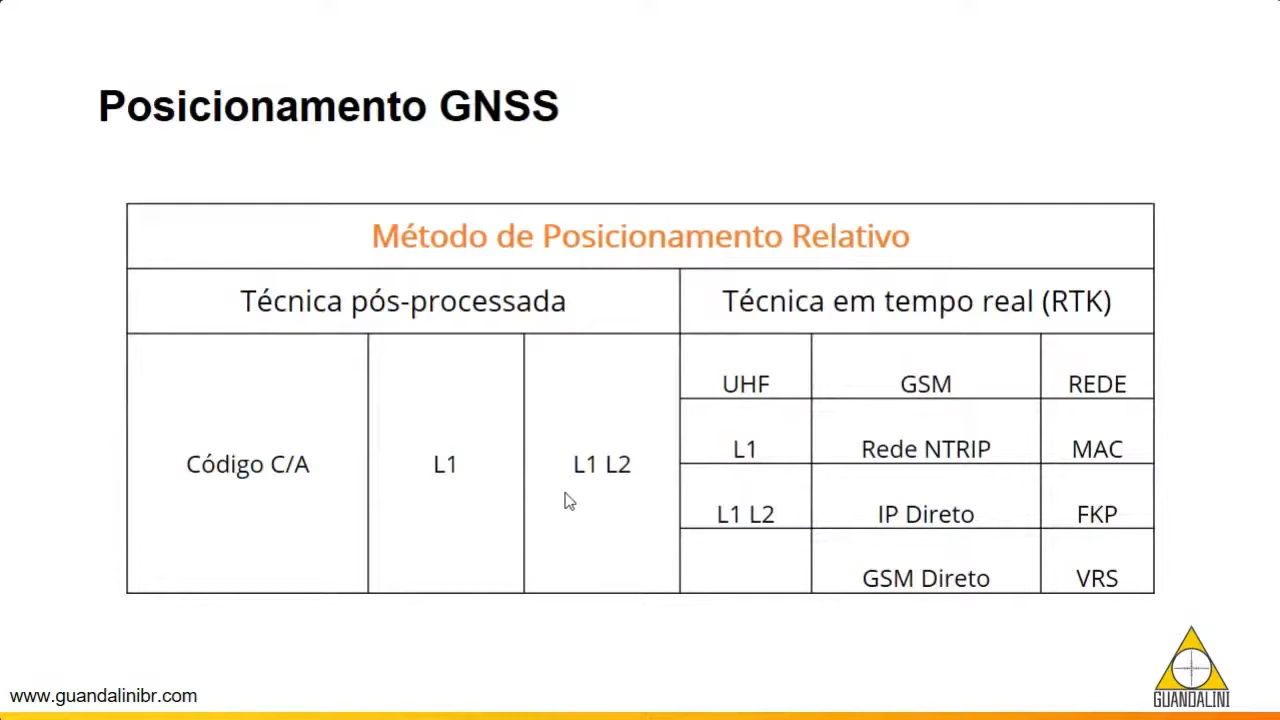 Posicionamento GNSS
Método de Posicionamento Relativo
Técnica pós-processada
Técnica em tempo real (RTK)
UHF
GSM
REDE
L1
Rede NTRIP
MAC
Código C/A
L1
L1 L2
L1 L2
IP Direto
FKP
GSM Direto
VRS
GUANDALINI
www.guandalinibr.com